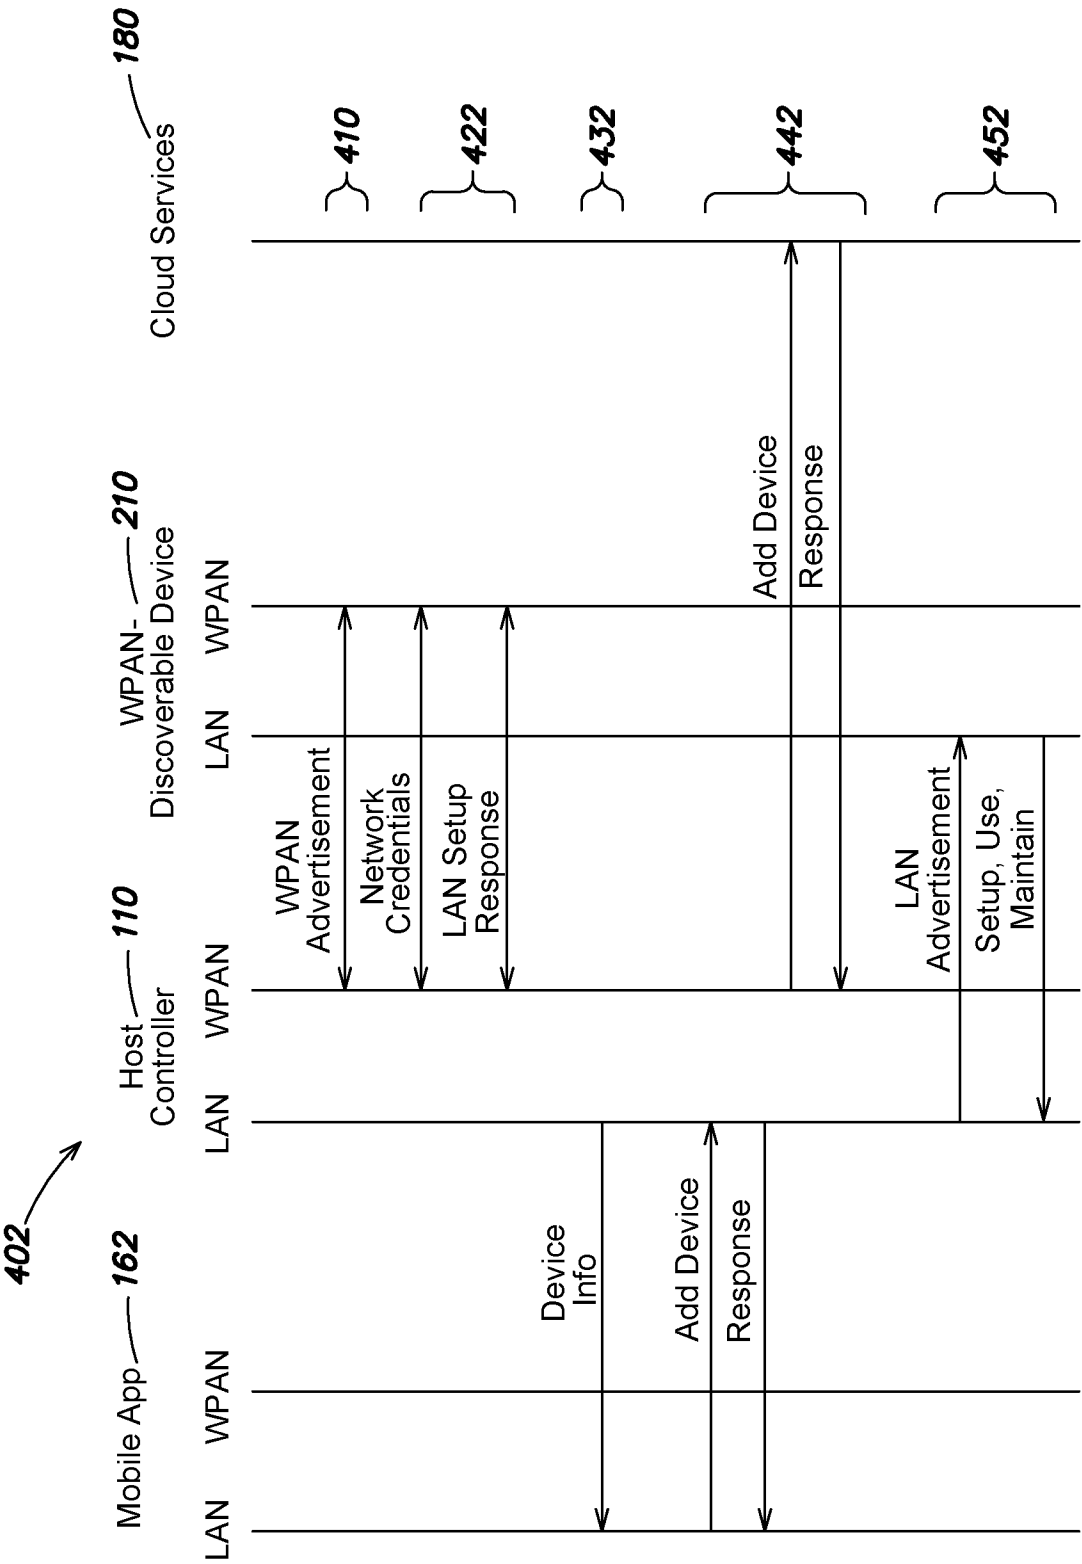 402
Mobile App
162
Host
Controller
110
WPAN-
Discoverable Device
210
Cloud Services
180
LAN
WPAN
LAN
WPAN
LAN
WPAN
WPAN
Advertisement
410
Network
Credentials
LAN Setup
Response
422
Device
Info
432
Add Device
Response
Add Device
Response
442
LAN
Advertisement
Setup, Use,
Maintain
452